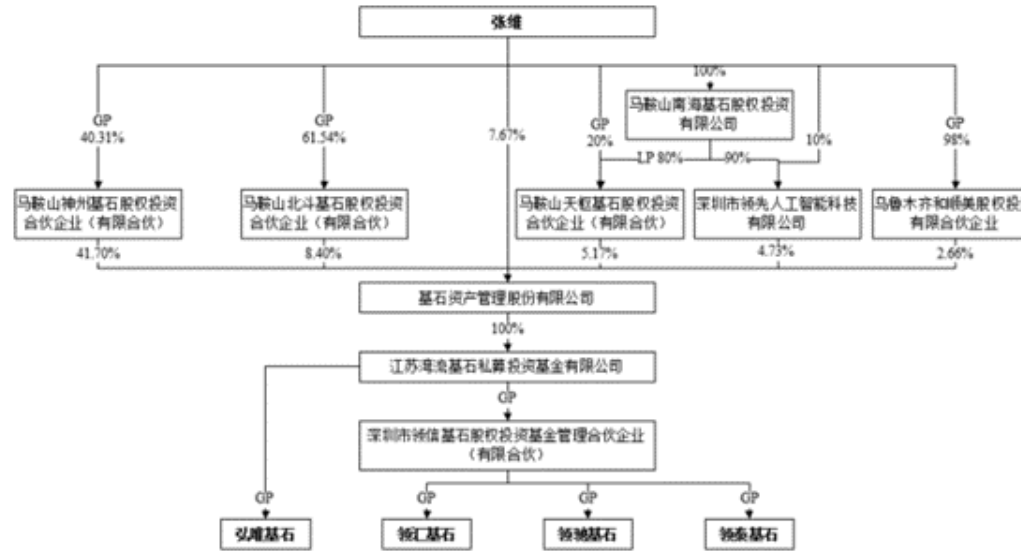 张维
100%
马鞍山南海基石股权投资
有限公司
GP
40.31%
GP
61.54%
7.67%
GP
20%
10%
GP
98%
LP 80%
90%
马鞍山神州基石股权投资
合伙企业（有限合伙）
马鞍山北斗基石股权投资
合伙企业（有限合伙）
马鞍山天枢基石股权投资
合伙企业（有限合伙）
深圳市领先人工智能科技
有限公司
乌鲁木齐和顺美股权投
有限合伙企业
41.70%
8.40%
5.17%
4.73%
2.66%
基石资产管理股份有限公司
100%
江苏湾流基石私募投资基金有限公司
GP
深圳市领信基石股权投资基金管理合伙企业
（有限合伙）
GP
GP
GP
GP
弘唯基石
领汇基石
领驰基石
领泰基石